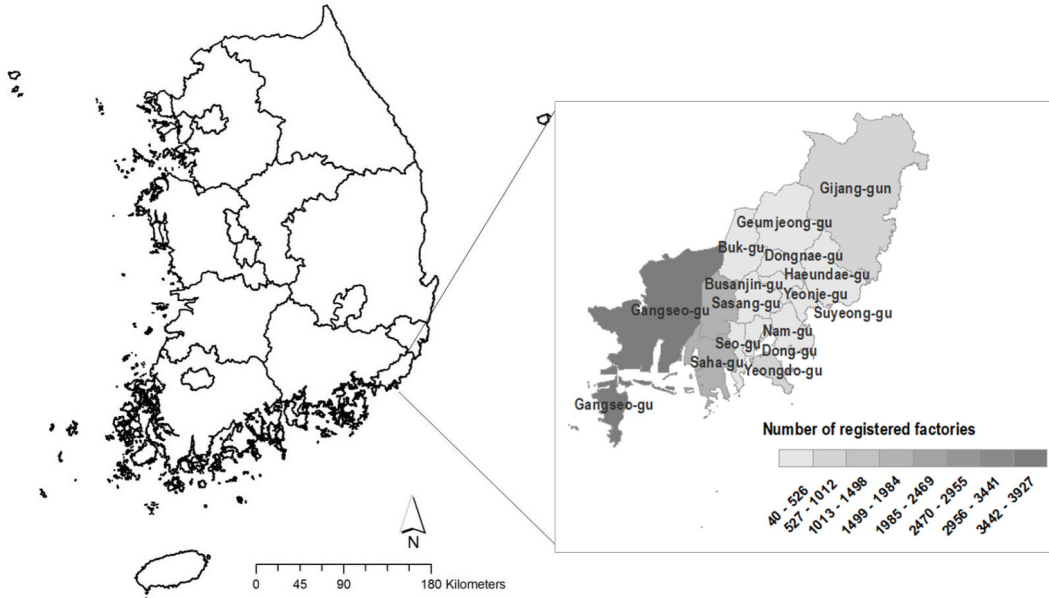 Gijang-gun
Geumjeong-gu
Buk-gu
Dongnae-gu
Haeundae-gu
Busanjin-gu
Yeonje-gu
Sasang-gu
Gangseo-gu
Suyeong-gu
Nam-gu
Seo-gu
Dong-gu
Saha-gu
Yeongdo-gu
Gangseo-gu
Number of registered factories
40 - 526
527 - 1012
1013 - 1498
1499 - 1984
1985 - 2469
2470 - 2955
2956 - 3441
3442 - 3927
N
0 45 90 180 Kilometers